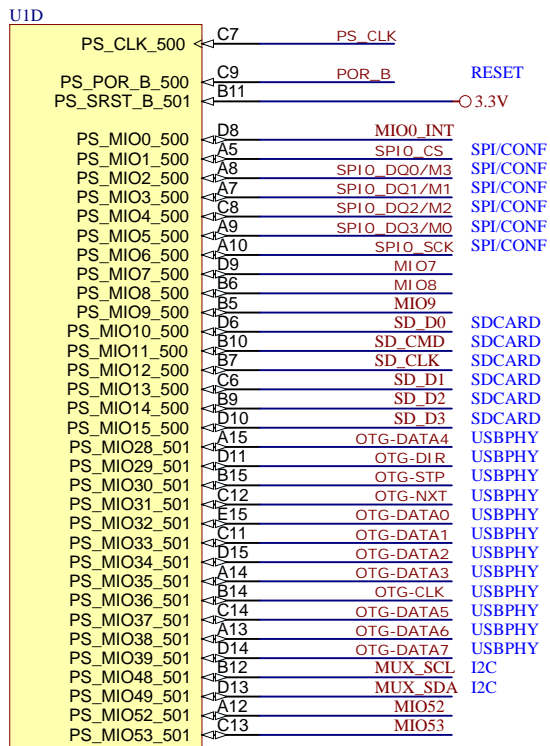 U1D
PS_CLK_500 C7 PS_CLK
PS_POR_B_500 C9 POR_B RESET
PS_SRST_B_501 B11 3.3V
PS_MIO0_500 D8 MIO0_INT
PS_MIO1_500 A5 SPI0_CS SPI/CONF
PS_MIO2_500 A8 SPI0_DQ0/M3 SPI/CONF
PS_MIO3_500 A7 SPI0_DQ1/M1 SPI/CONF
PS_MIO4_500 C8 SPI0_DQ2/M2 SPI/CONF
PS_MIO5_500 A9 SPI0_DQ3/M0 SPI/CONF
PS_MIO6_500 A10 SPI0_SCK SPI/CONF
PS_MIO7_500 D9 MIO7
PS_MIO8_500 B6 MIO8
PS_MIO9_500 B5 MIO9
PS_MIO10_500 D6 SD_D0 SDCARD
PS_MIO11_500 B10 SD_CMD SDCARD
PS_MIO12_500 B7 SD_CLK SDCARD
PS_MIO13_500 C6 SD_D1 SDCARD
PS_MIO14_500 B9 SD_D2 SDCARD
PS_MIO15_500 D10 SD_D3 SDCARD
PS_MIO28_501 A15 OTG-DATA4 USBPHY
PS_MIO29_501 D11 OTG-DIR USBPHY
PS_MIO30_501 B15 OTG-STP USBPHY
PS_MIO31_501 C12 OTG-NXT USBPHY
PS_MIO32_501 E15 OTG-DATA0 USBPHY
PS_MIO33_501 C11 OTG-DATA1 USBPHY
PS_MIO34_501 D15 OTG-DATA2 USBPHY
PS_MIO35_501 A14 OTG-DATA3 USBPHY
PS_MIO36_501 B14 OTG-CLK USBPHY
PS_MIO37_501 C14 OTG-DATA5 USBPHY
PS_MIO38_501 A13 OTG-DATA6 USBPHY
PS_MIO39_501 D14 OTG-DATA7 USBPHY
PS_MIO48_501 B12 MUX_SCL I2C
PS_MIO49_501 D13 MUX_SDA I2C
PS_MIO52_501 A12 MIO52
PS_MIO53_501 C13 MIO53